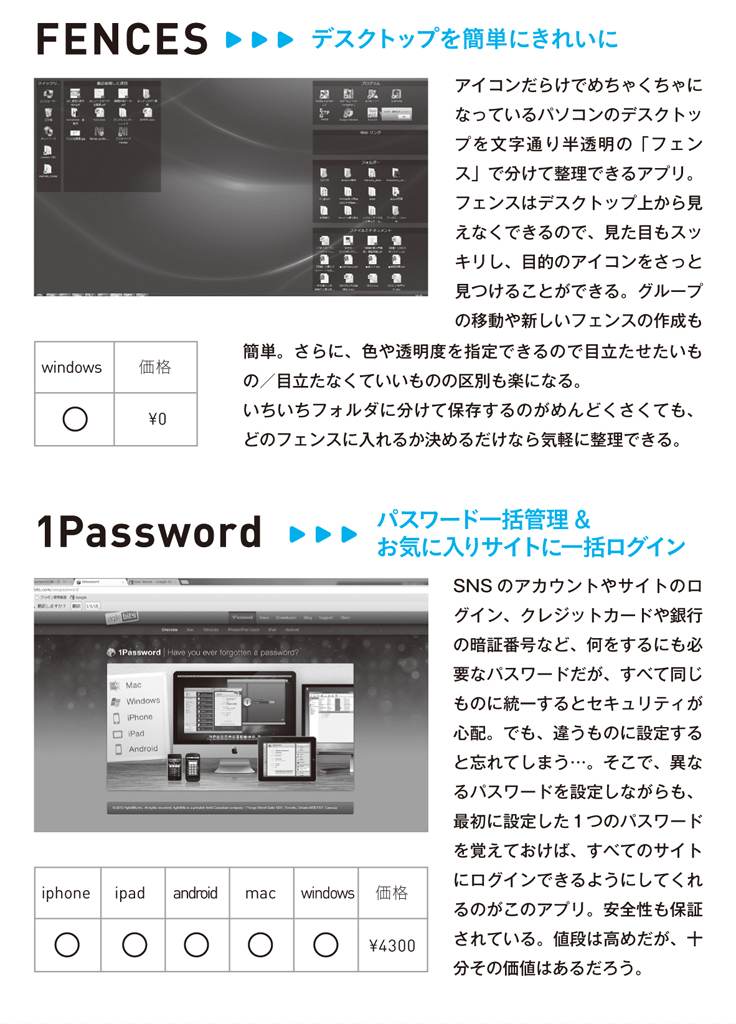 FENCES
デスクトップを簡単にきれいに
アイコンだらけでめちゃくちゃに
なっているパソコンのデスクトッ
プを文字通り半透明の「フェン
ス」で分けて整理できるアプリ。
フェンスはデスクトップ上から見
えなくできるので、見た目もスッ
キリし、目的のアイコンをさっと
見つけることができる。グループ
の移動や新しいフェンスの作成も
簡単。さらに、色や透明度を指定できるので目立たせたいも
の／目立たなくていいものの区別も楽になる。
いちいちフォルダに分けて保存するのがめんどくさくても、
どのフェンスに入れるか決めるだけなら気軽に整理できる。
windows 価格
○ ¥0
1Password
パスワード一括管理 &
お気に入りサイトに一括ログイン
1Password | Have you ever forgotten a password?
Mac
Windows
iPhone
iPad
Android
SNS のアカウントやサイトのロ
グイン、クレジットカードや銀行
の暗証番号など、何をするにも必
要なパスワードだが、すべて同じ
ものに統一するとセキュリティが
心配。でも、違うものに設定する
と忘れてしまう…。そこで、異な
るパスワードを設定しながらも、
最初に設定した 1 つのパスワード
を覚えておけば、すべてのサイト
にログインできるようにしてくれ
るのがこのアプリ。安全性も保証
されている。値段は高めだが、十
分その価値はあるだろう。
iphone ipad android mac windows 価格
○ ○ ○ ○ ○ ¥4300